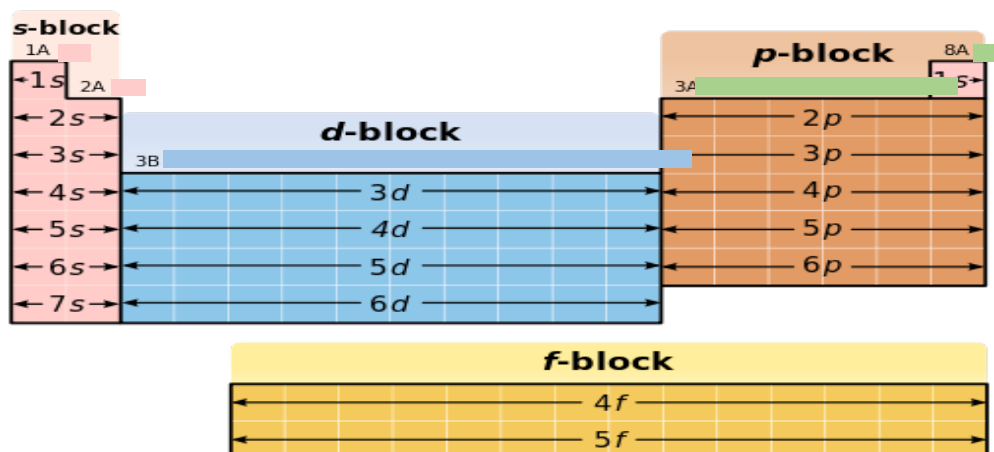 s-block
1A
1s
2A
2s
3s
4s
5s
6s
7s
d-block
3B
3d
4d
5d
6d
p-block
8A
3A
1s
2p
3p
4p
5p
6p
f-block
4f
5f